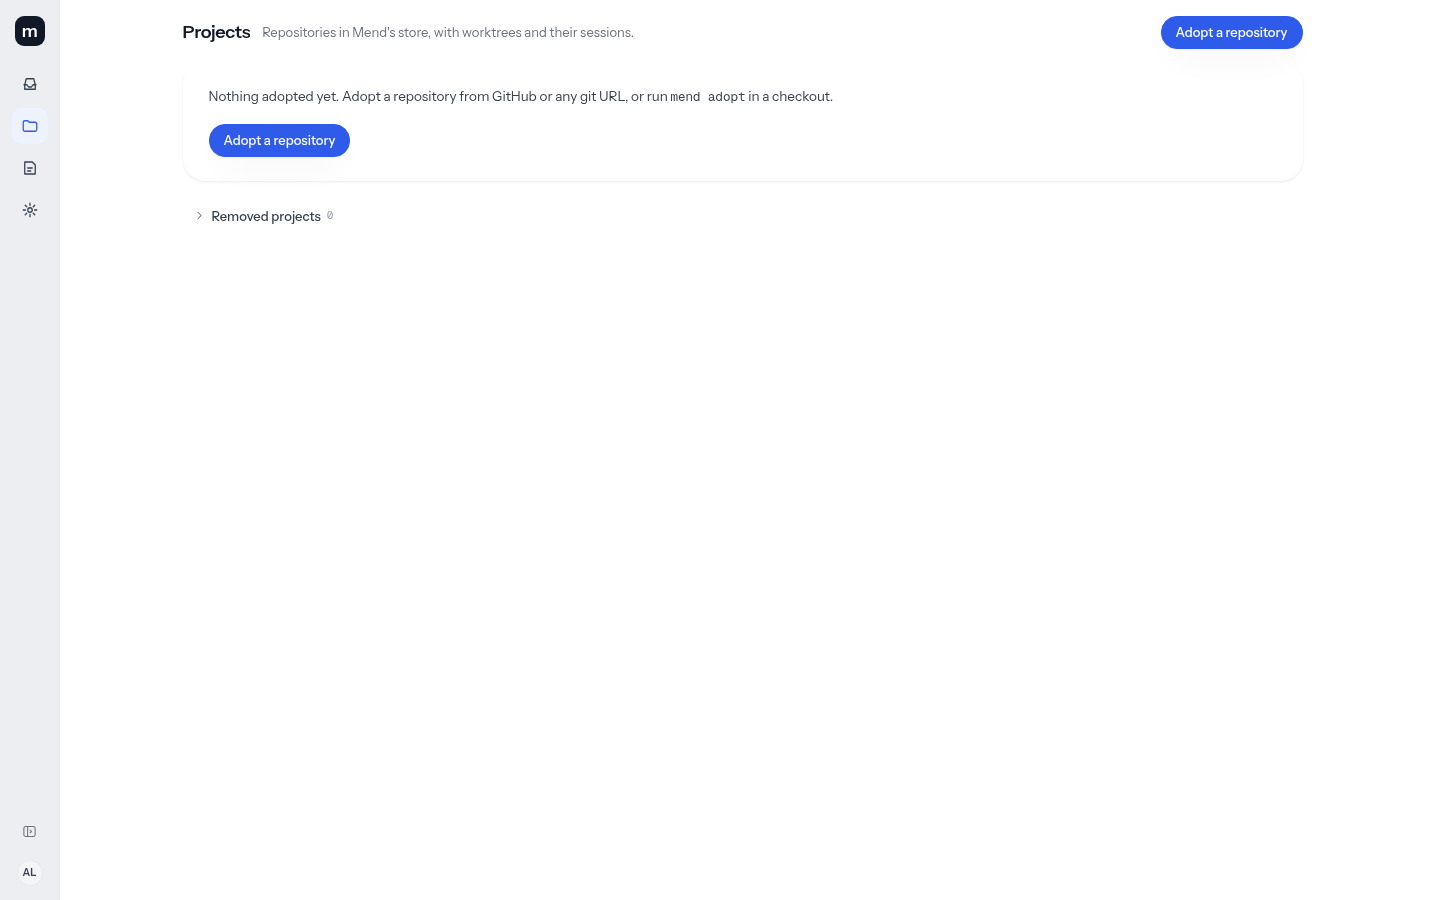 m
Projects Repositories in Mend's store, with worktrees and their sessions. Adopt a repository
Nothing adopted yet. Adopt a repository from GitHub or any git URL, or run mend adopt in a checkout.
Adopt a repository
Removed projects 0
AL